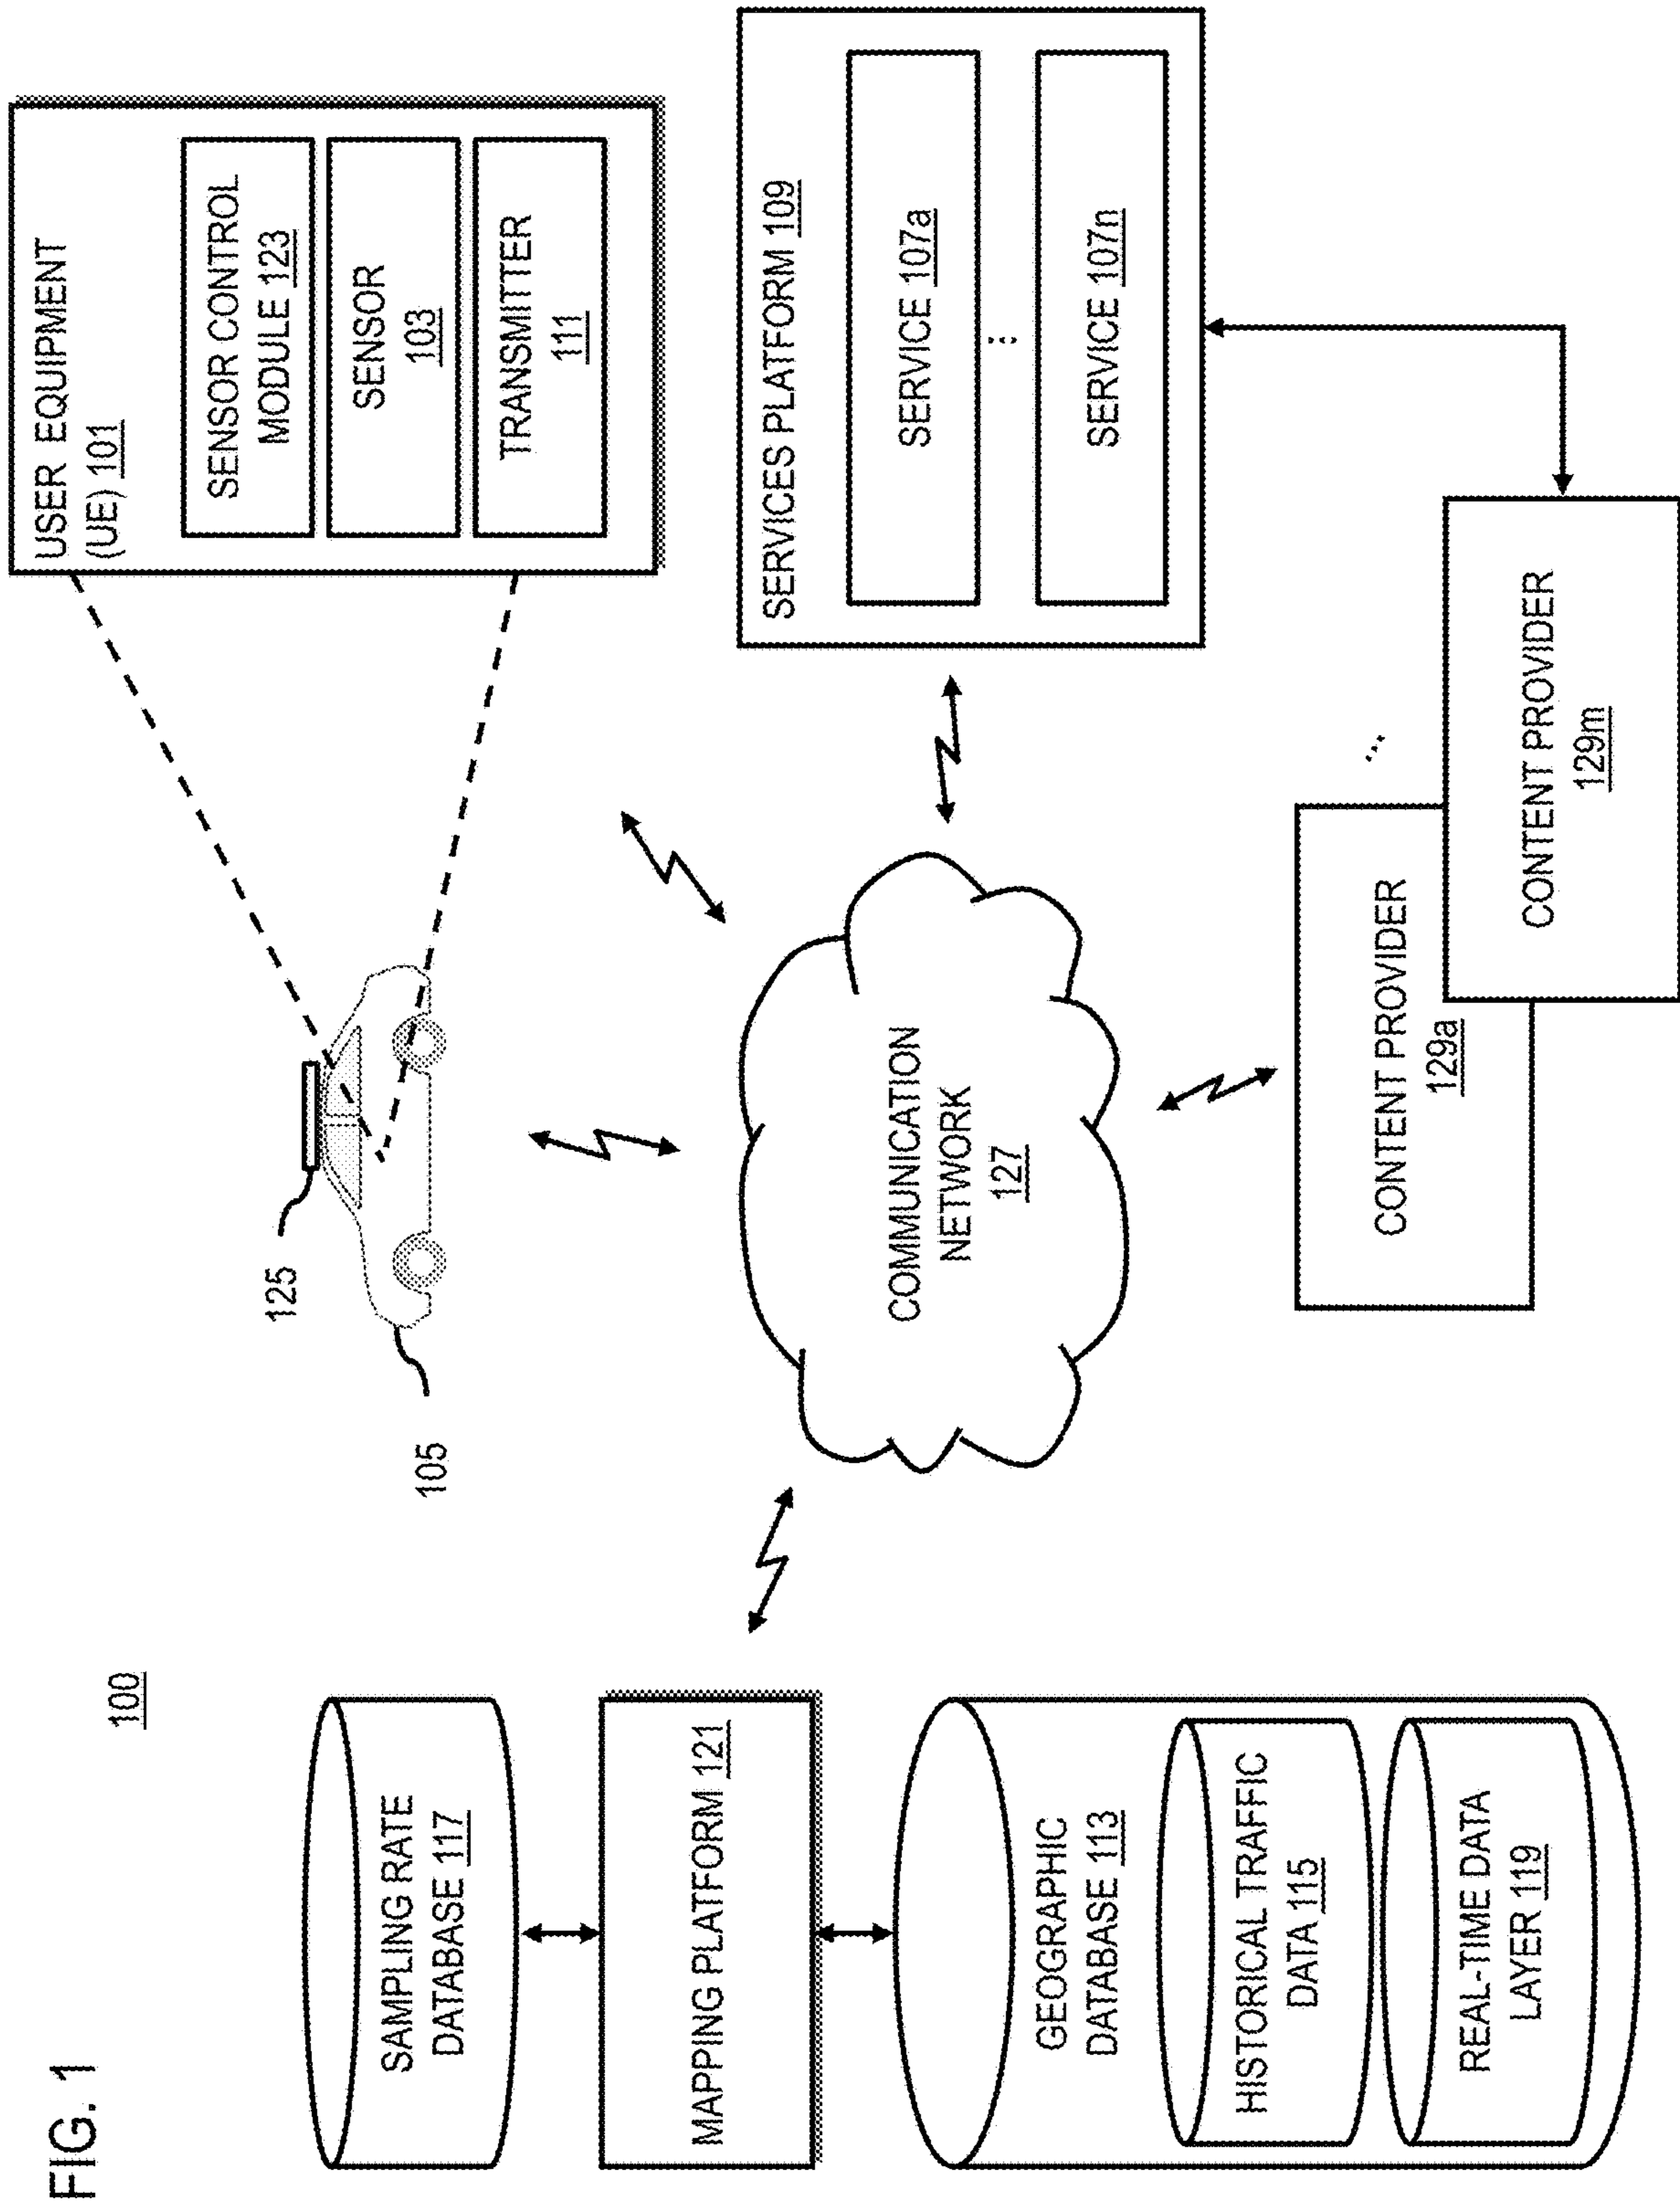 FIG. 1
100
SAMPLING RATE
DATABASE 117
MAPPING PLATFORM 121
GEOGRAPHIC
DATABASE 113
HISTORICAL TRAFFIC
DATA 115
REAL-TIME DATA
LAYER 119
125
105
COMMUNICATION
NETWORK
127
USER EQUIPMENT
(UE) 101
SENSOR CONTROL
MODULE 123
SENSOR
103
TRANSMITTER
111
SERVICES PLATFORM 109
SERVICE 107a
SERVICE 107n
CONTENT PROVIDER
129a
CONTENT PROVIDER
129m